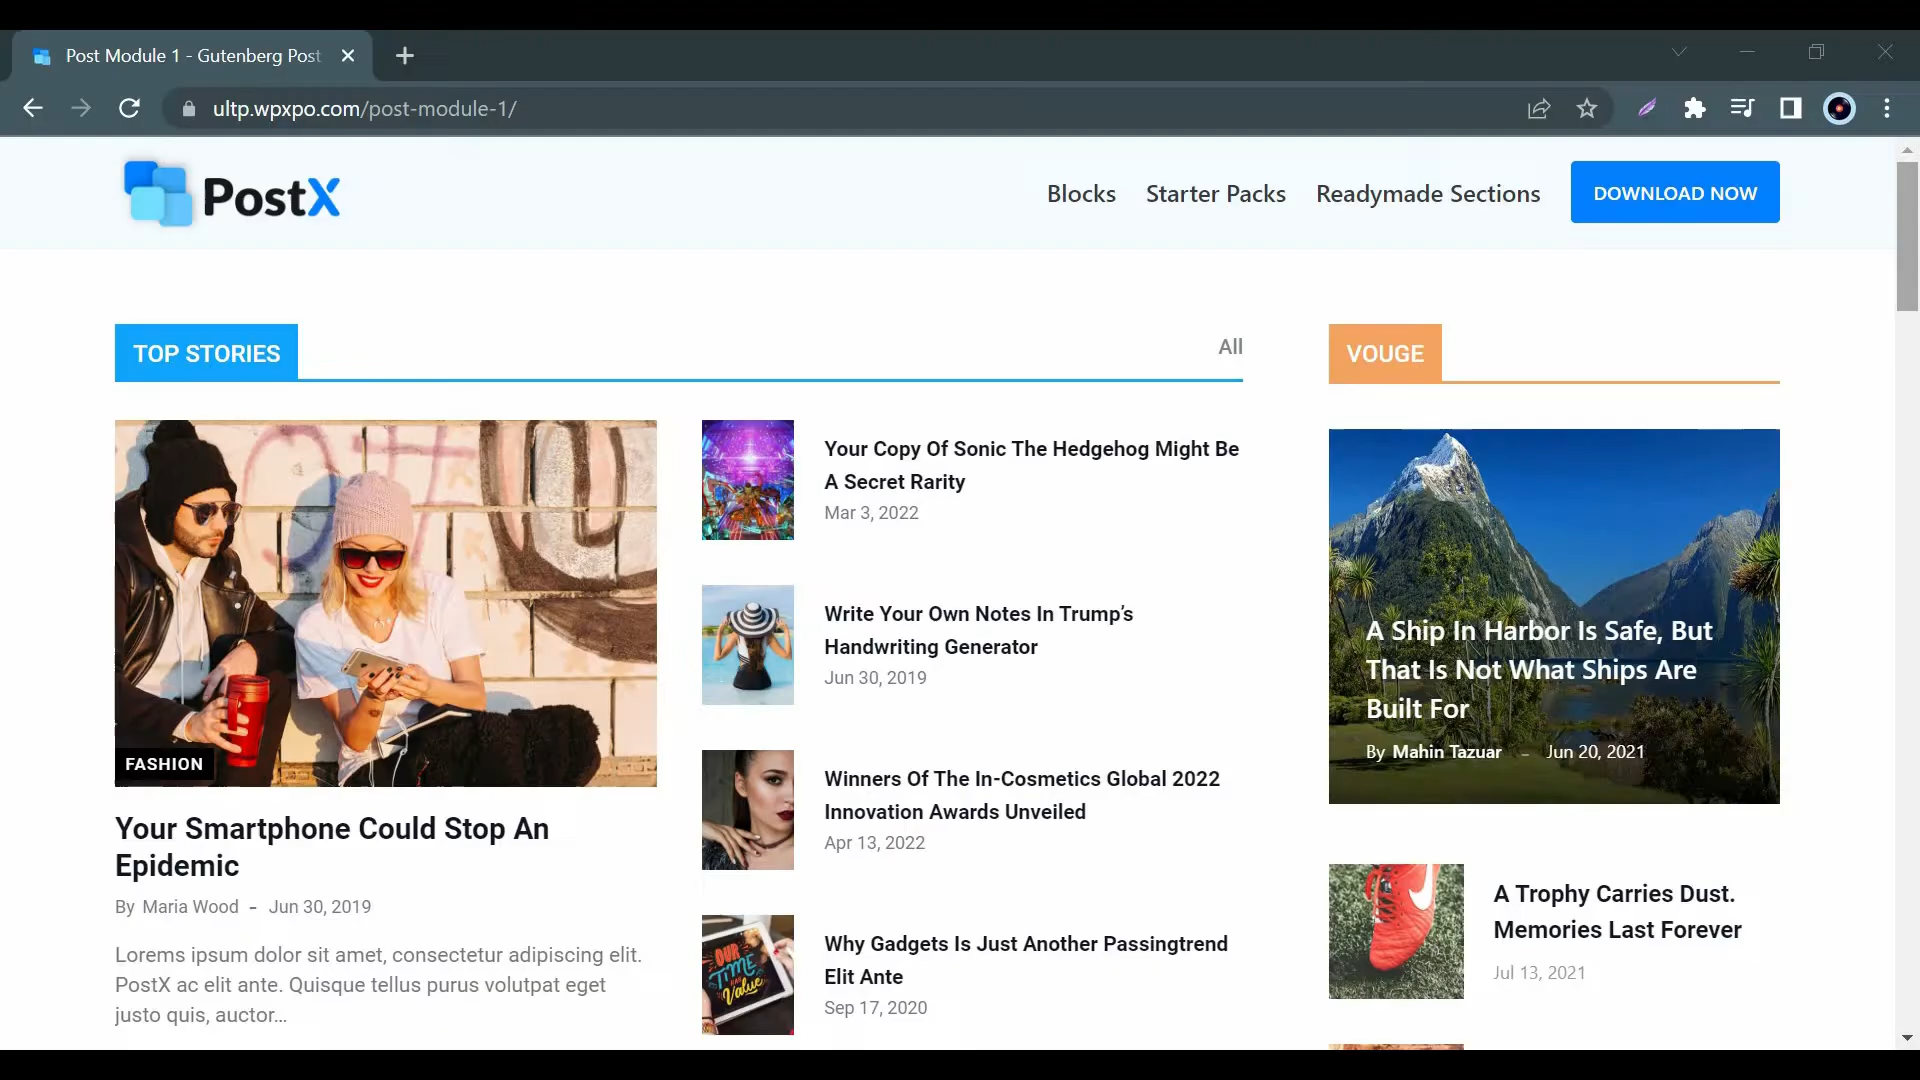 Post Module 1 - Gutenberg Post
ultp.wpxpo.com/post-module-1/
PostX
Blocks
Starter Packs
Readymade Sections
DOWNLOAD NOW
TOP STORIES
All
FASHION
Your Smartphone Could Stop An
Epidemic
By Maria Wood - Jun 30, 2019
Lorems ipsum dolor sit amet, consectetur adipiscing elit.
PostX ac elit ante. Quisque tellus purus volutpat eget
justo quis, auctor...
Your Copy Of Sonic The Hedgehog Might Be
A Secret Rarity
Mar 3, 2022
Write Your Own Notes In Trump’s
Handwriting Generator
Jun 30, 2019
Winners Of The In-Cosmetics Global 2022
Innovation Awards Unveiled
Apr 13, 2022
OUR
TIME
HAS
Value
Why Gadgets Is Just Another Passingtrend
Elit Ante
Sep 17, 2020
VOUGE
A Ship In Harbor Is Safe, But
That Is Not What Ships Are
Built For
By Mahin Tazuar - Jun 20, 2021
A Trophy Carries Dust.
Memories Last Forever
Jul 13, 2021